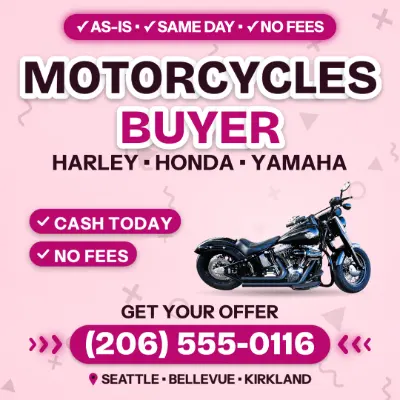 ✓AS-IS • ✓SAME DAY • ✓NO FEES
MOTORCYCLES
BUYER
HARLEY • HONDA • YAMAHA
✓ CASH TODAY
✓ NO FEES
GET YOUR OFFER
(206) 555-0116
SEATTLE • BELLEVUE • KIRKLAND